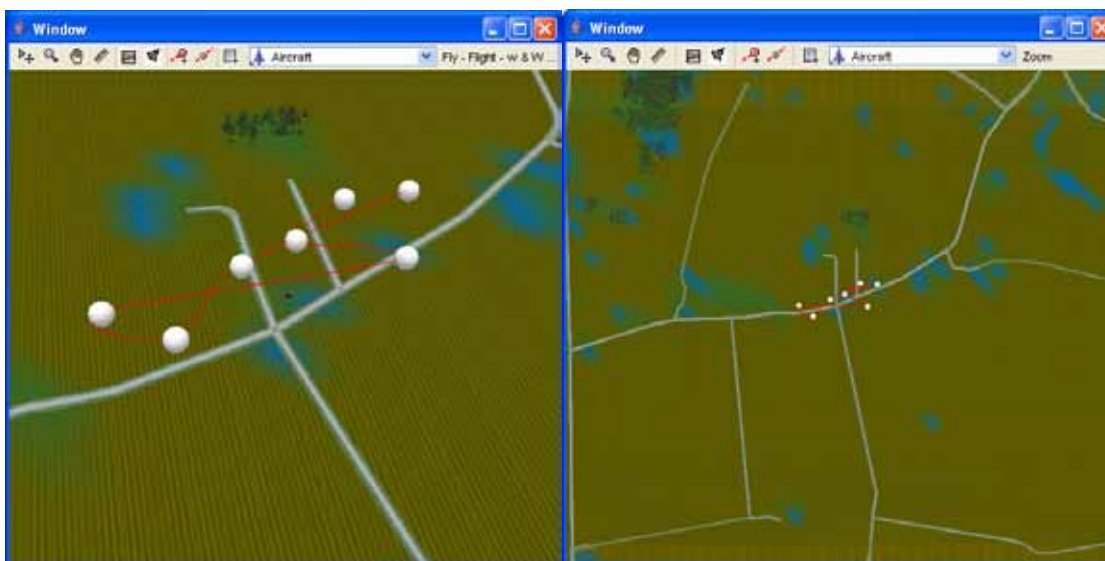 Window
Aircraft
Fly - Flight - w & W ...
Window
Aircraft
Zoom